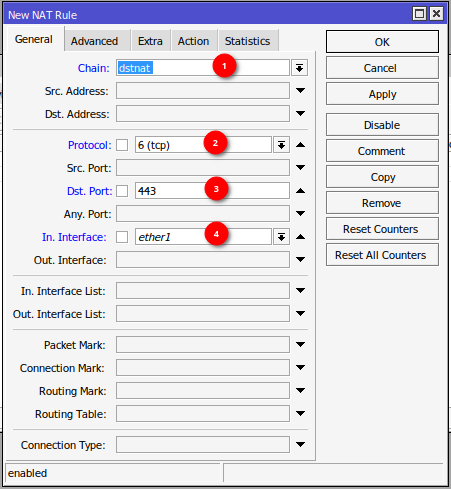 New NAT Rule
General Advanced Extra Action Statistics
Chain: dstnat 1
Src. Address:
Dst. Address:
Protocol: 6 (tcp) 2
Src. Port:
Dst. Port: 443 3
Any. Port:
In. Interface: ether1 4
Out. Interface:
In. Interface List:
Out. Interface List:
Packet Mark:
Connection Mark:
Routing Mark:
Routing Table:
Connection Type:
OK
Cancel
Apply
Disable
Comment
Copy
Remove
Reset Counters
Reset All Counters
enabled